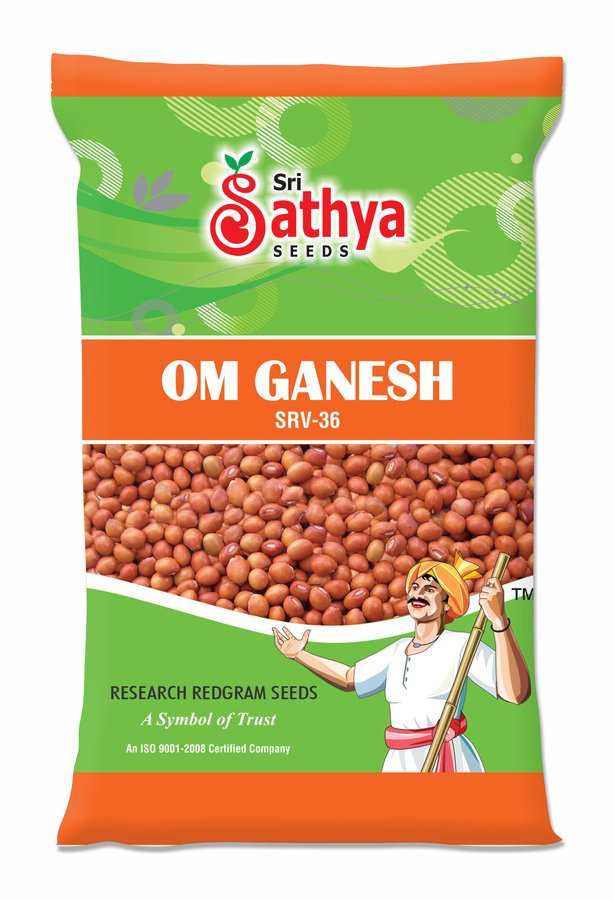 Sri
Sathya
SEEDS
OM GANESH
SRV-36
TM
RESEARCH REDGRAM SEEDS
A Symbol of Trust
An ISO 9001-2008 Certified Company